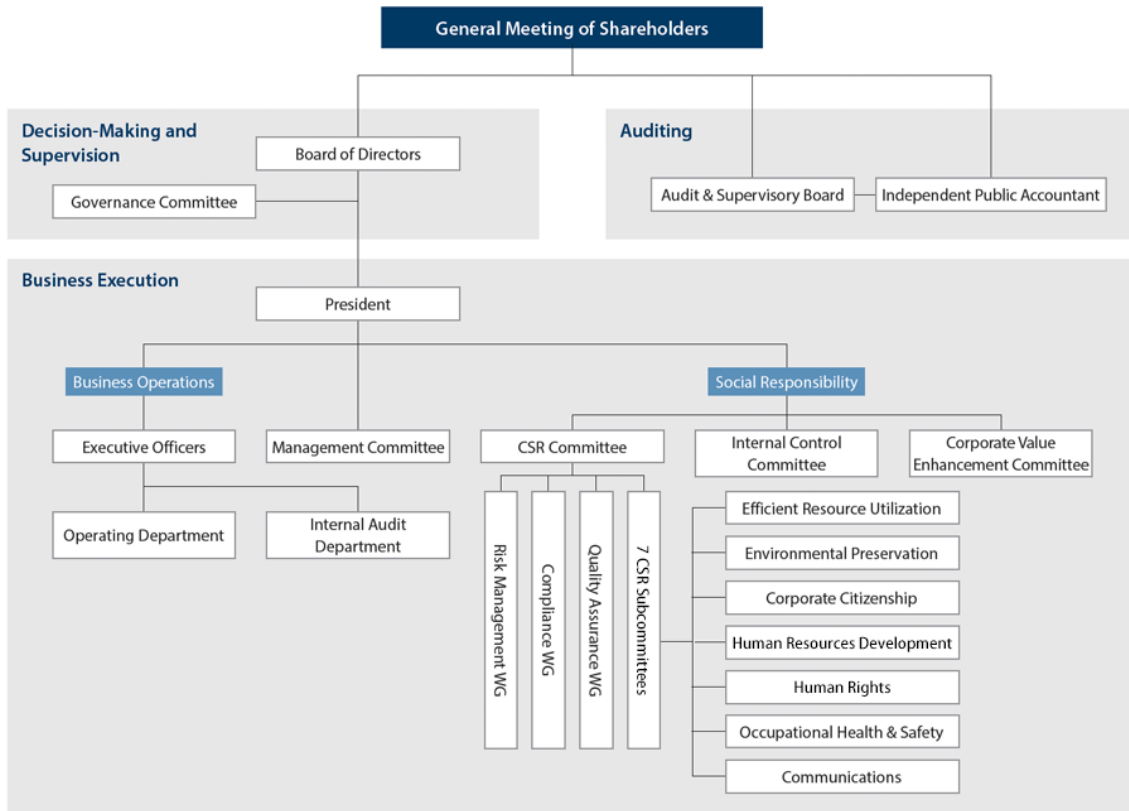 General Meeting of Shareholders
Decision-Making and
Supervision
Board of Directors
Governance Committee
Auditing
Audit & Supervisory Board
Independent Public Accountant
Business Execution
President
Business Operations
Social Responsibility
Executive Officers
Management Committee
CSR Committee
Internal Control
Committee
Corporate Value
Enhancement Committee
Operating Department
Internal Audit
Department
Risk Management WG
Compliance WG
Quality Assurance WG
7 CSR Subcommittees
Efficient Resource Utilization
Environmental Preservation
Corporate Citizenship
Human Resources Development
Human Rights
Occupational Health & Safety
Communications